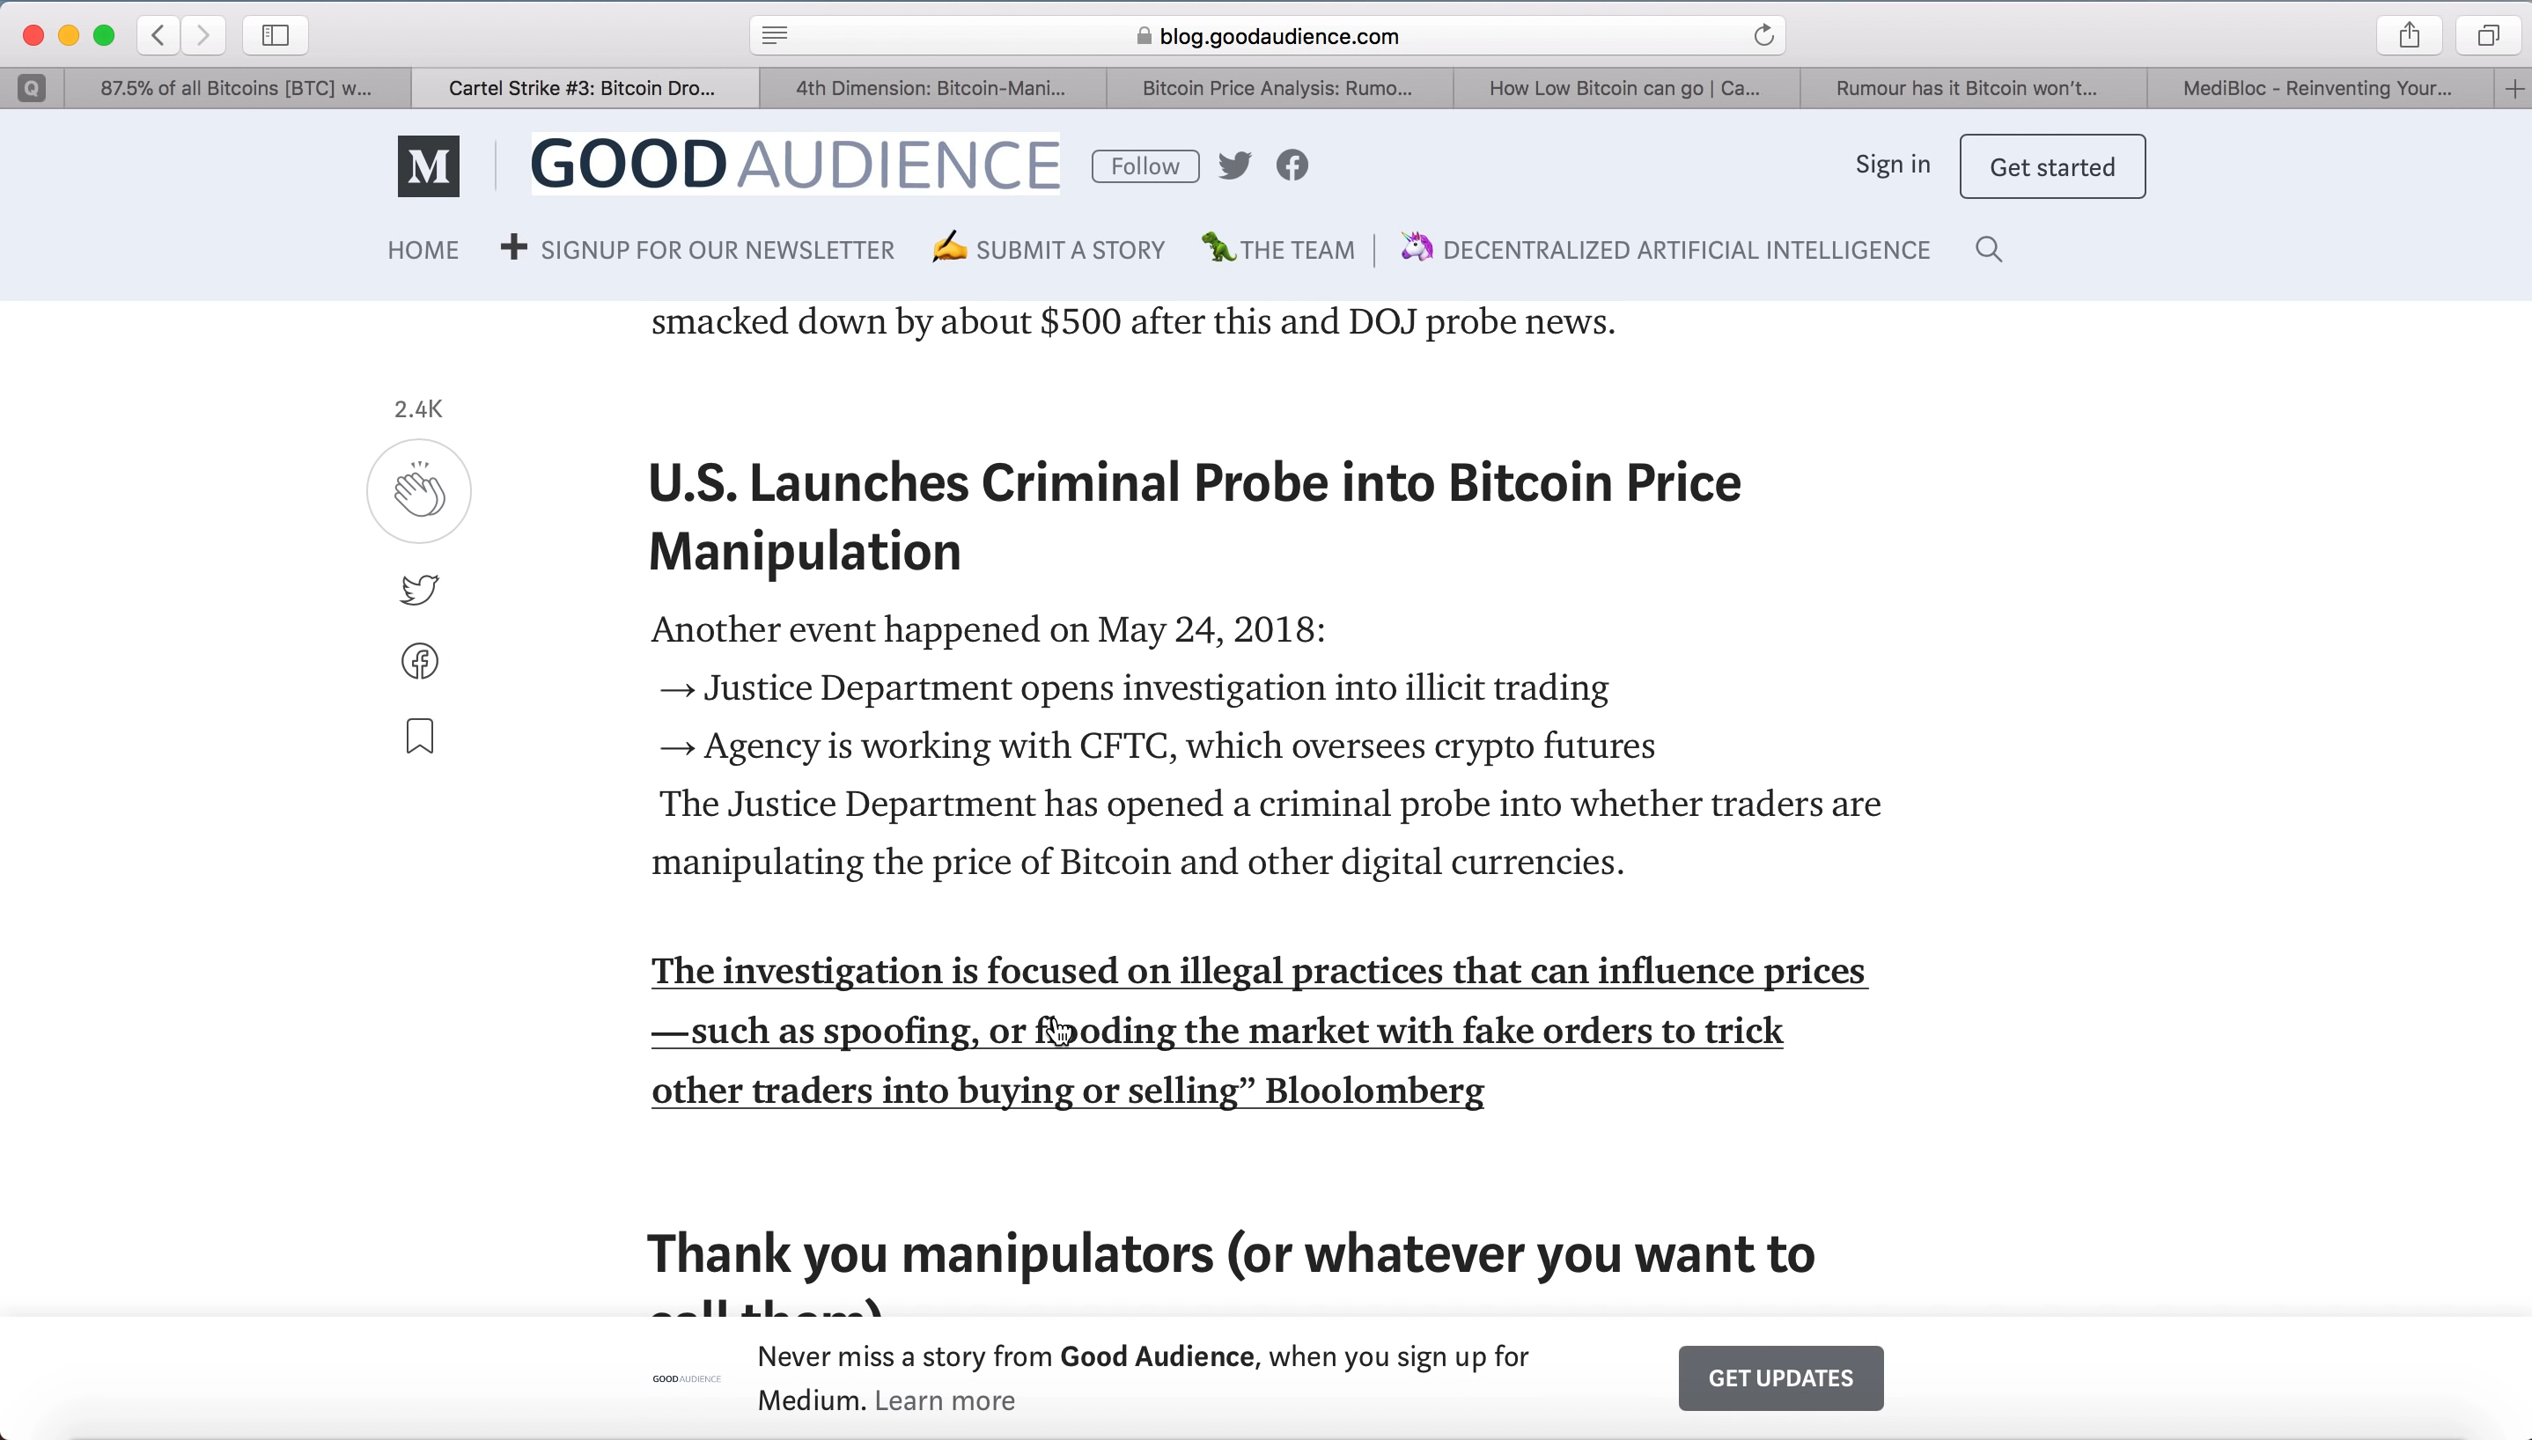 blog.goodaudience.com
Q
87.5% of all Bitcoins [BTC] w...
Cartel Strike #3: Bitcoin Dro...
4th Dimension: Bitcoin-Mani...
Bitcoin Price Analysis: Rumo...
How Low Bitcoin can go | Ca...
Rumour has it Bitcoin won't...
MediBloc - Reinventing Your...
M
GOODAUDIENCE
Follow
Sign in
Get started
HOME
SIGNUP FOR OUR NEWSLETTER
SUBMIT A STORY
THE TEAM
DECENTRALIZED ARTIFICIAL INTELLIGENCE
smacked down by about $500 after this and DOJ probe news.
2.4K
U.S. Launches Criminal Probe into Bitcoin Price
Manipulation
Another event happened on May 24, 2018:
→ Justice Department opens investigation into illicit trading
→ Agency is working with CFTC, which oversees crypto futures
The Justice Department has opened a criminal probe into whether traders are
manipulating the price of Bitcoin and other digital currencies.
The investigation is focused on illegal practices that can influence prices
—such as spoofing, or flooding the market with fake orders to trick
other traders into buying or selling” Bloolomberg
Thank you manipulators (or whatever you want to
call them)
Never miss a story from Good Audience, when you sign up for
Medium. Learn more
GOODAUDIENCE
GET UPDATES